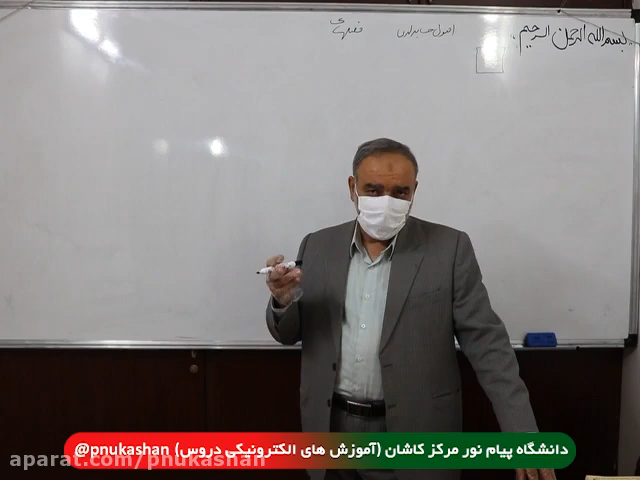 بسم الله الرحمن الرحیم
اصول حسابداری
دانشگاه پیام نور مرکز کاشان (آموزش های الکترونیکی دروس) @pnukashan
aparat.com/pnukashan